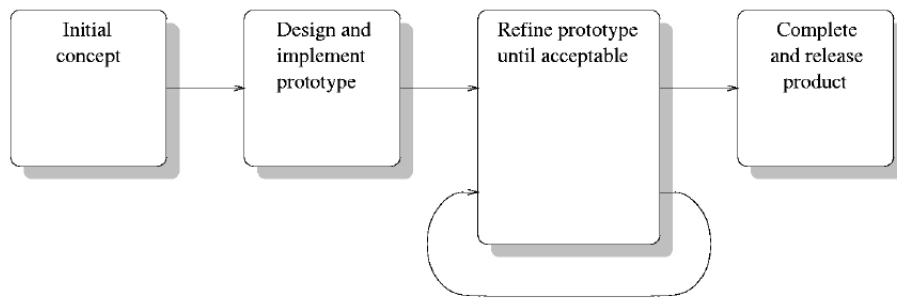 Initial
concept
Design and
implement
prototype
Refine prototype
until acceptable
Complete
and release
product